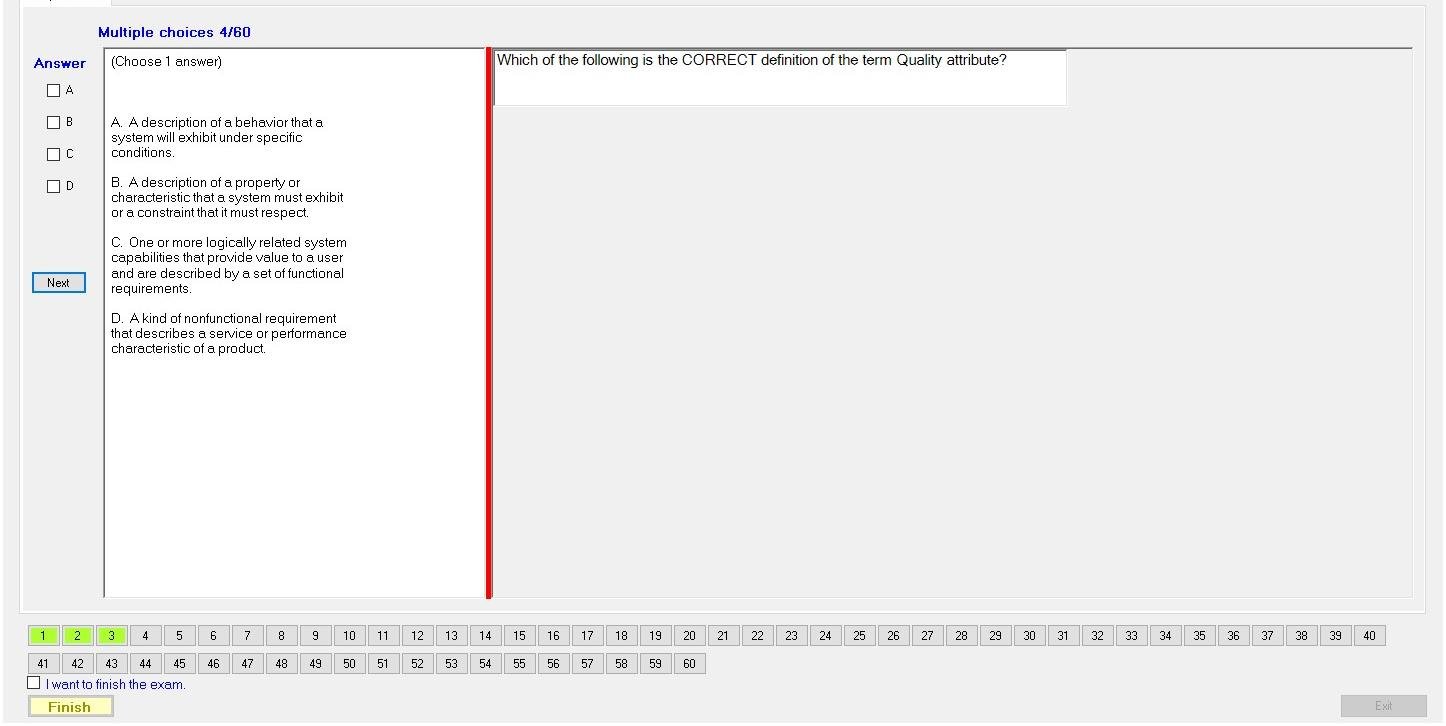 Multiple choices 4/60
Answer
A
B
C
D
Next
(Choose 1 answer)
A. A description of a behavior that a
system will exhibit under specific
conditions.
B. A description of a property or
characteristic that a system must exhibit
or a constraint that it must respect.
C. One or more logically related system
capabilities that provide value to a user
and are described by a set of functional
requirements.
D. A kind of nonfunctional requirement
that describes a service or performance
characteristic of a product.
Which of the following is the CORRECT definition of the term Quality attribute?
1 2 3 4 5 6 7 8 9 10 11 12 13 14 15 16 17 18 19 20 21 22 23 24 25 26 27 28 29 30 31 32 33 34 35 36 37 38 39 40
41 42 43 44 45 46 47 48 49 50 51 52 53 54 55 56 57 58 59 60
I want to finish the exam.
Finish
Exit